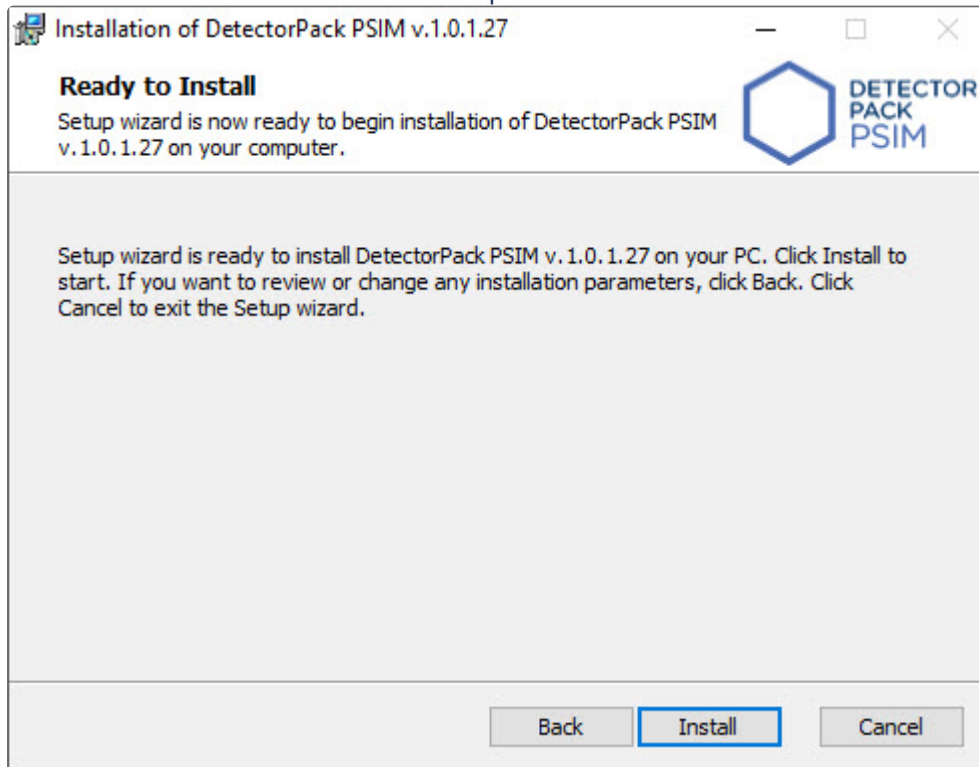 Installation of DetectorPack PSIM v.1.0.1.27
Ready to Install
Setup wizard is now ready to begin installation of DetectorPack PSIM
v.1.0.1.27 on your computer.
DETECTOR
PACK
PSIM
Setup wizard is ready to install DetectorPack PSIM v.1.0.1.27 on your PC. Click Install to
start. If you want to review or change any installation parameters, click Back. Click
Cancel to exit the Setup wizard.
Back
Install
Cancel